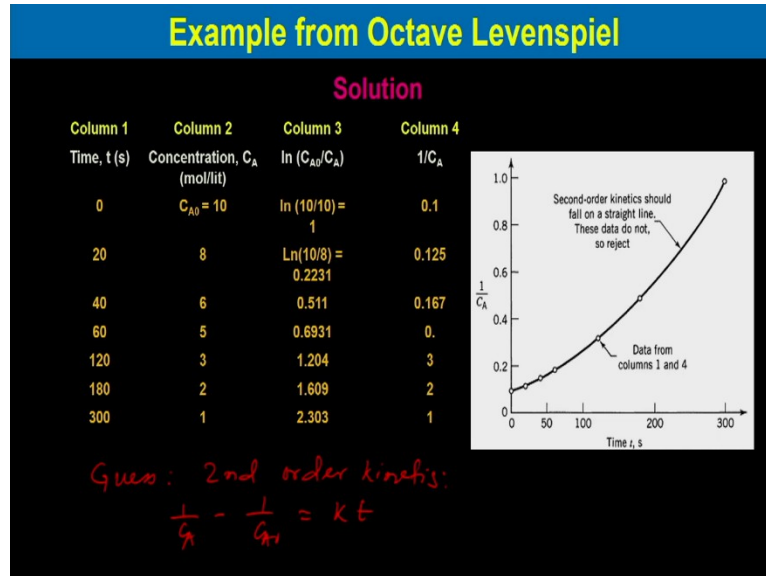 Example from Octave Levenspiel
Solution
Column 1 Column 2 Column 3 Column 4
Time, t (s) Concentration, CA (mol/lit) ln (CA0/CA) 1/CA
0 CA0 = 10 ln (10/10) = 1 0.1
20 8 Ln(10/8) = 0.2231 0.125
40 6 0.511 0.167
60 5 0.6931 0.
120 3 1.204 3
180 2 1.609 2
300 1 2.303 1
1.0
0.8
0.6
0.4
0.2
0
1/CA
Second-order kinetics should
fall on a straight line.
These data do not,
so reject
Data from
columns 1 and 4
0 50 100 200 300
Time t, s
Guess: 2nd order kinetis:
1/CA - 1/CA0 = kt